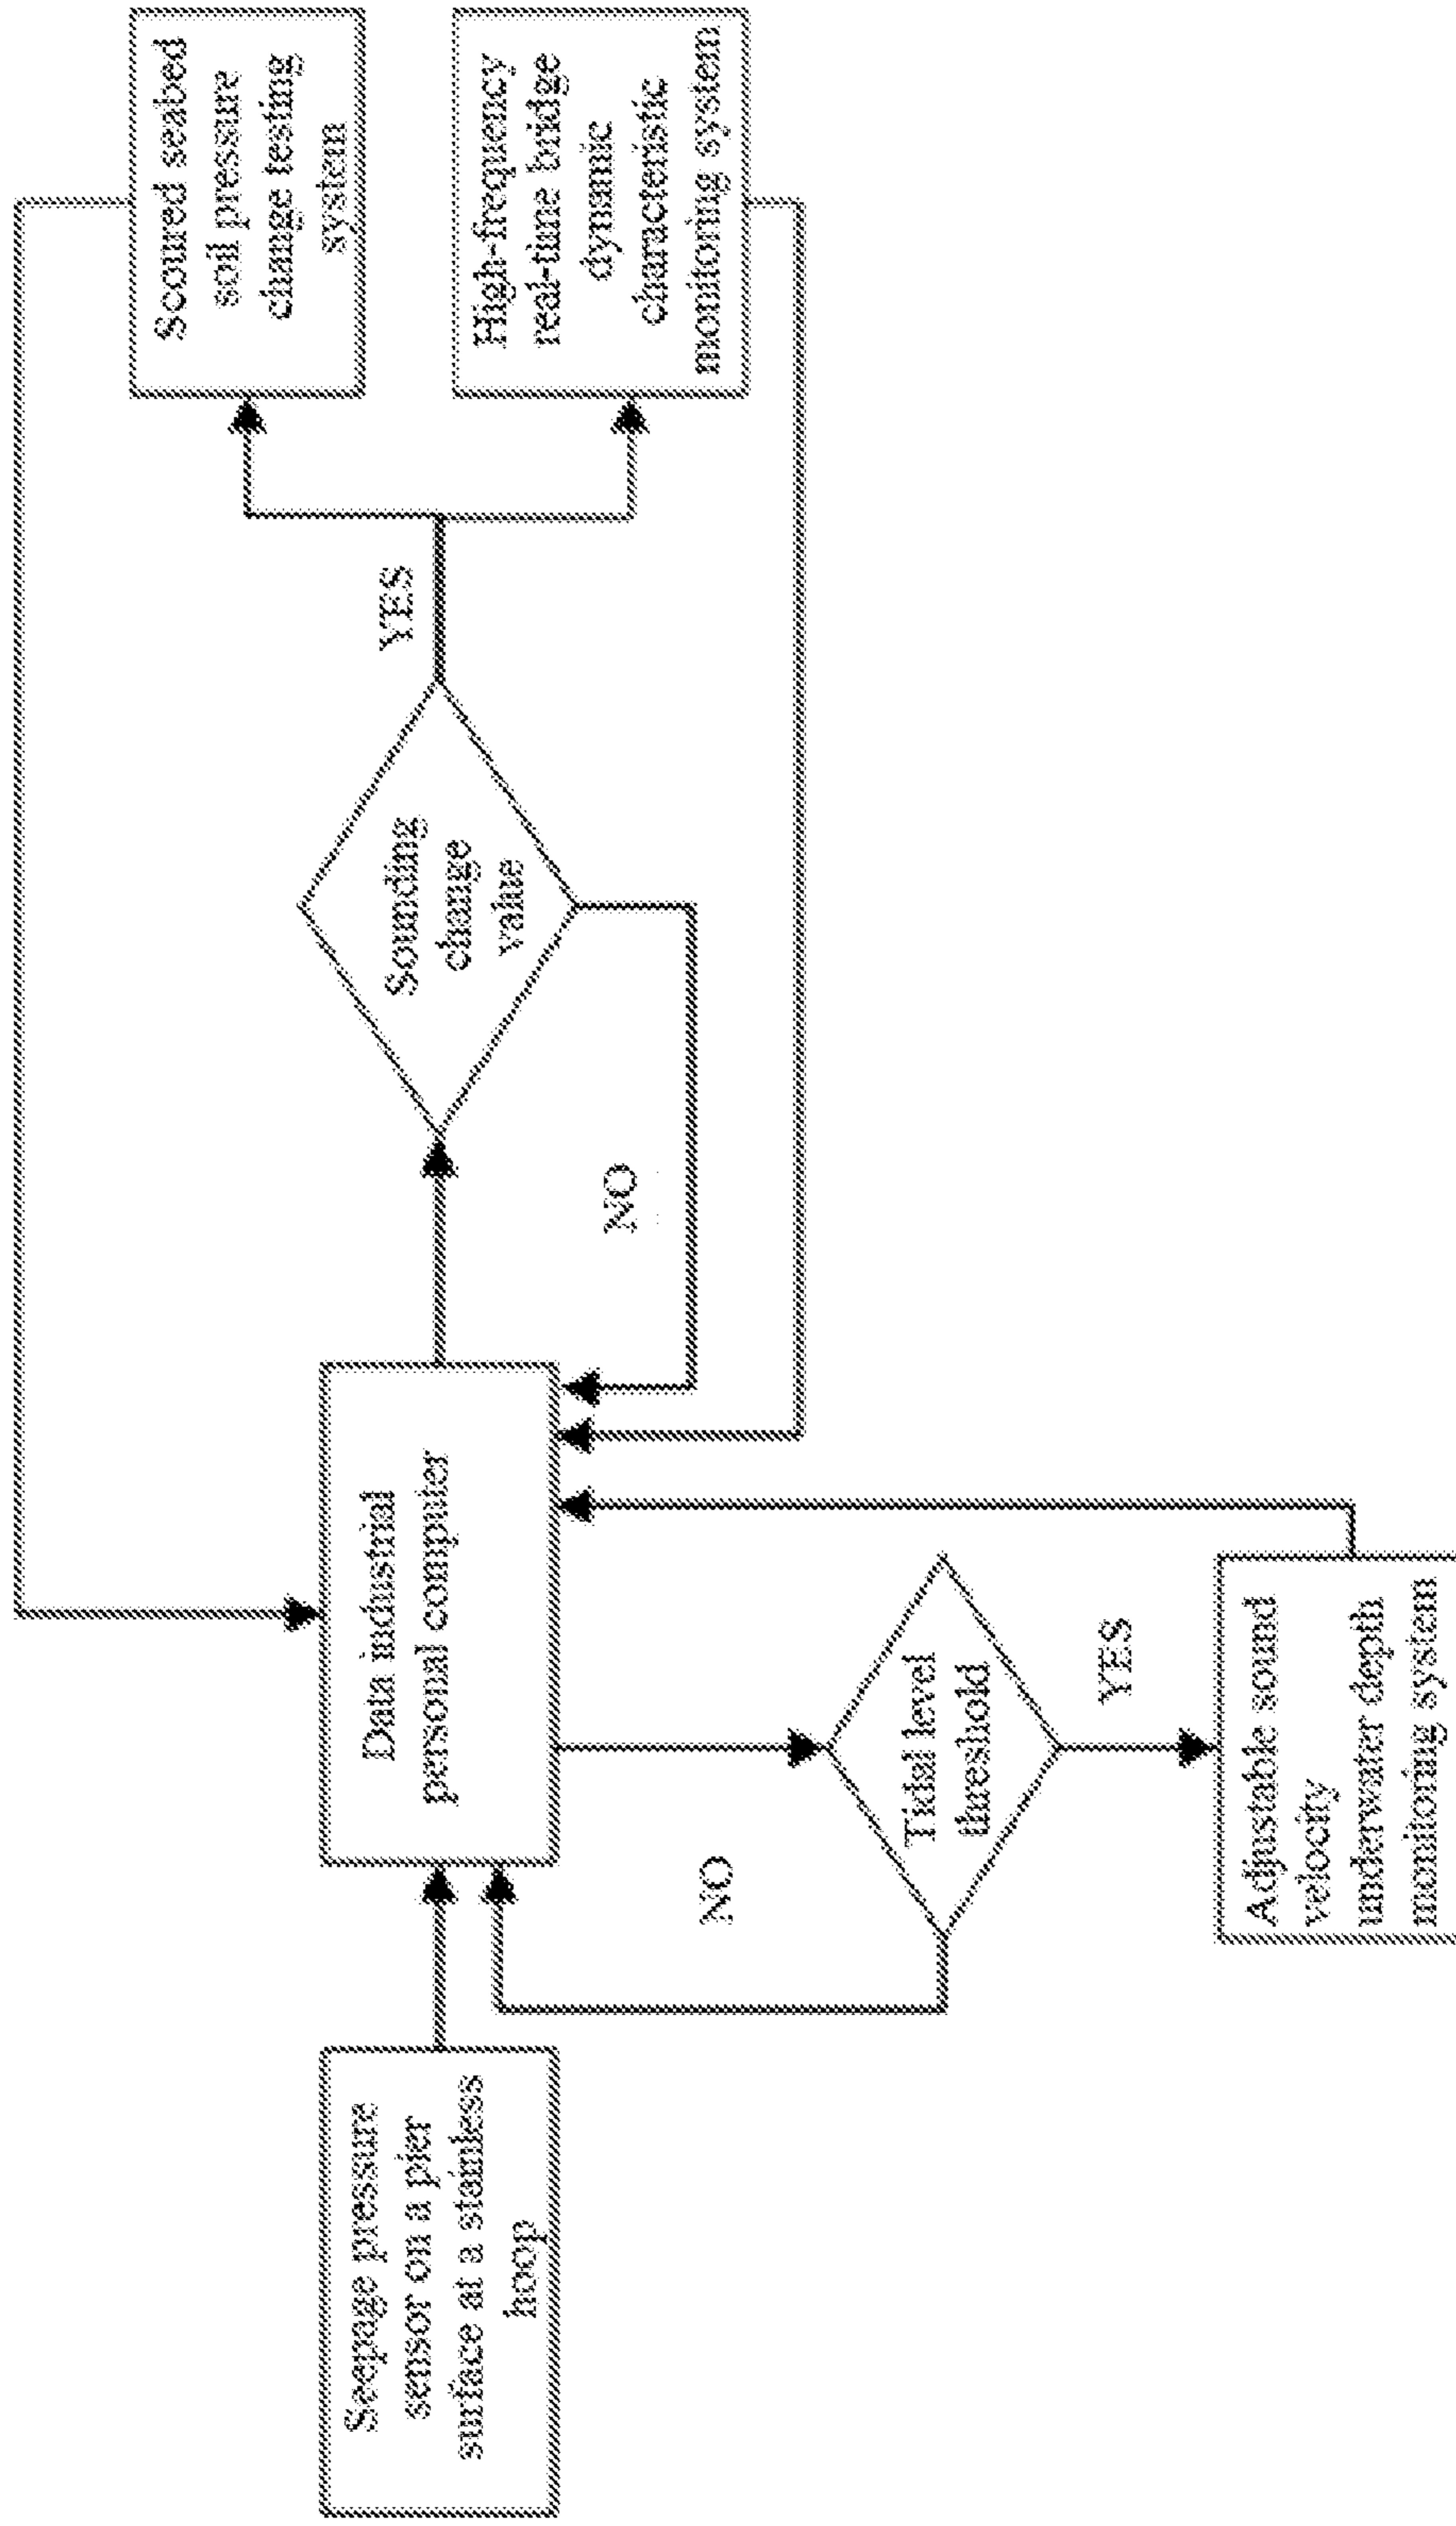 Seepage pressure
sensor on a pier
surface at a stainless
hoop
Data industrial
personal computer
NO
Tidal level
threshold
YES
Adjustable sound
velocity
underwater depth
monitoring system
Sounding
change
value
NO
YES
Scoured seabed
soil pressure
change testing
system
High-frequency
real-time bridge
dynamic
characteristic
monitoring system